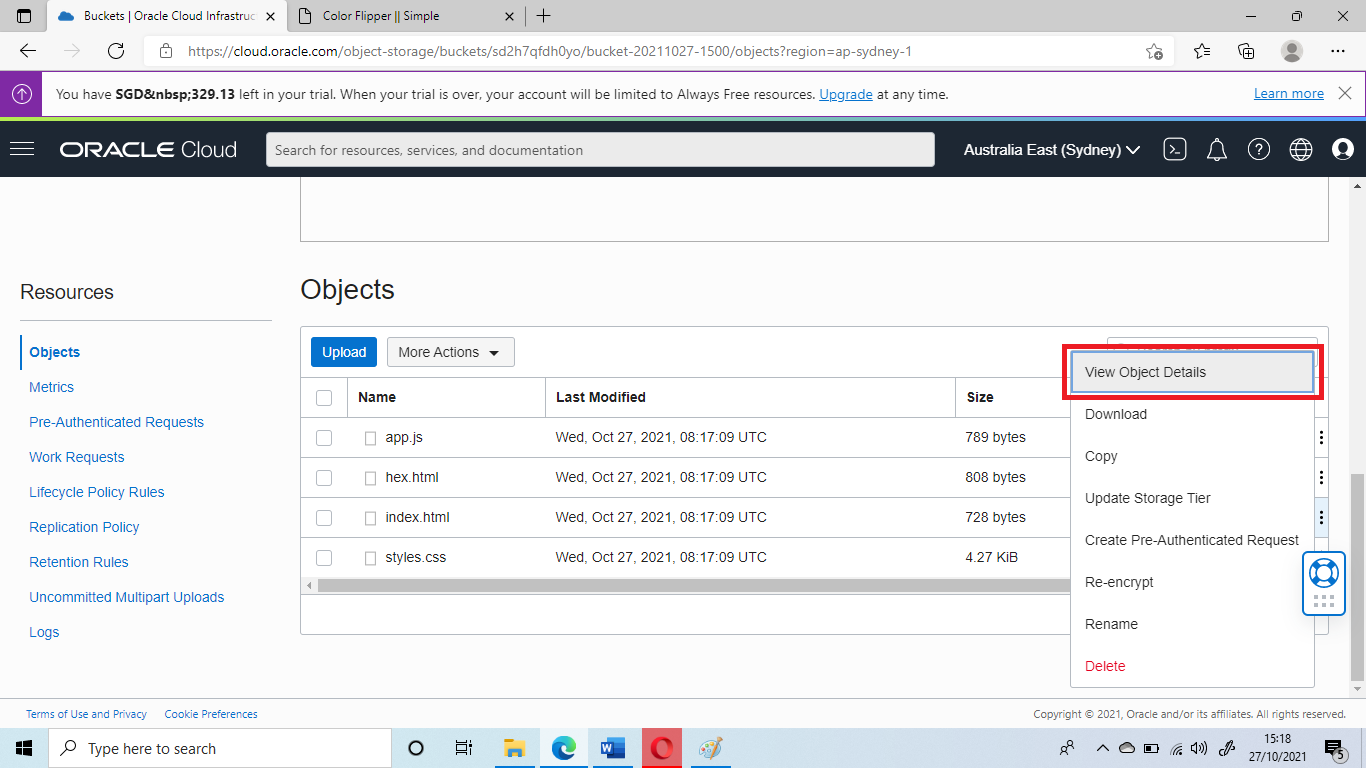 Buckets | Oracle Cloud Infrastruc
Color Flipper || Simple
https://cloud.oracle.com/object-storage/buckets/sd2h7qfdh0yo/bucket-20211027-1500/objects?region=ap-sydney-1
You have SGD&nbsp;329.13 left in your trial. When your trial is over, your account will be limited to Always Free resources. Upgrade at any time.
Learn more
ORACLE Cloud
Search for resources, services, and documentation
Australia East (Sydney)
Resources
Objects
Metrics
Pre-Authenticated Requests
Work Requests
Lifecycle Policy Rules
Replication Policy
Retention Rules
Uncommitted Multipart Uploads
Logs
Objects
Upload
More Actions
Name Last Modified Size
app.js Wed, Oct 27, 2021, 08:17:09 UTC 789 bytes
hex.html Wed, Oct 27, 2021, 08:17:09 UTC 808 bytes
index.html Wed, Oct 27, 2021, 08:17:09 UTC 728 bytes
styles.css Wed, Oct 27, 2021, 08:17:09 UTC 4.27 KiB
View Object Details
Download
Copy
Update Storage Tier
Create Pre-Authenticated Request
Re-encrypt
Rename
Delete
Terms of Use and Privacy
Cookie Preferences
Copyright © 2021, Oracle and/or its affiliates. All rights reserved.
Type here to search
15:18
27/10/2021
5